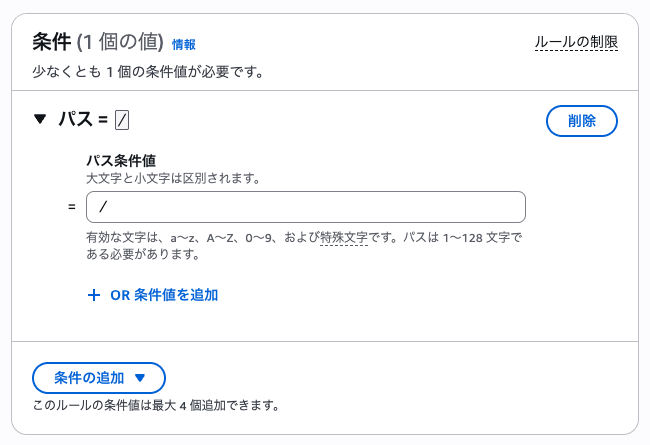 条件 (1 個の値) 情報
ルールの制限
少なくとも 1 個の条件値が必要です。
▼ パス = /
削除
パス条件値
大文字と小文字は区別されます。
= /
有効な文字は、a〜z、A〜Z、0〜9、および特殊文字です。パスは 1〜128 文字で
ある必要があります。
+ OR 条件値を追加
条件の追加 ▼
このルールの条件値は最大 4 個追加できます。